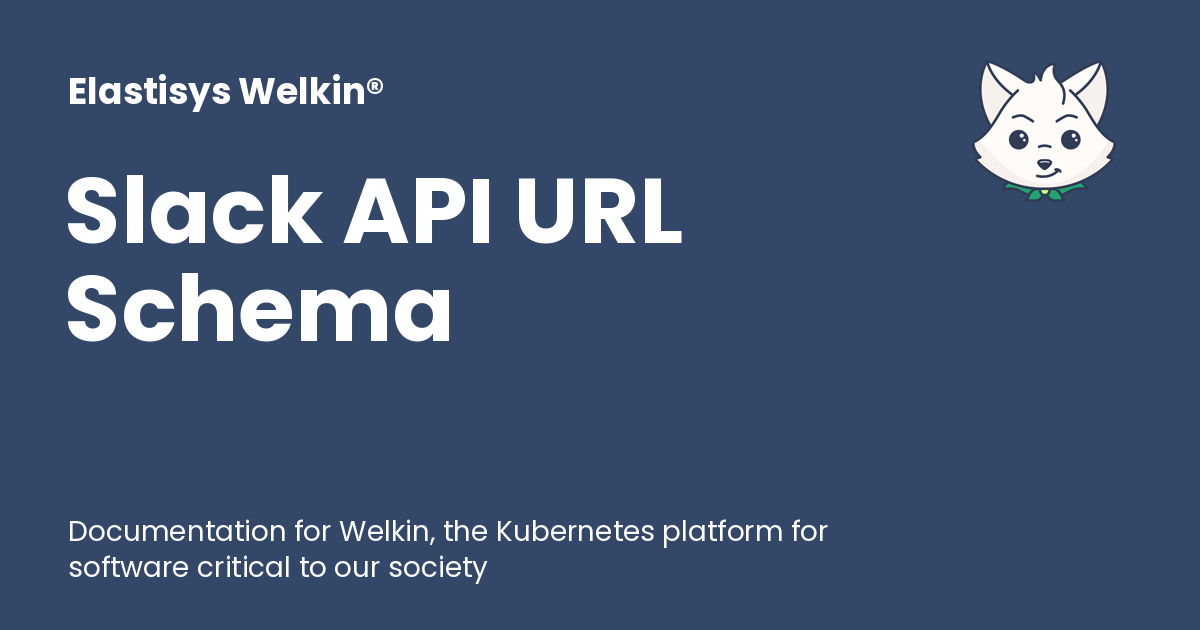 Elastisys Welkin®
Slack API URL
Schema
Documentation for Welkin, the Kubernetes platform for
software critical to our society